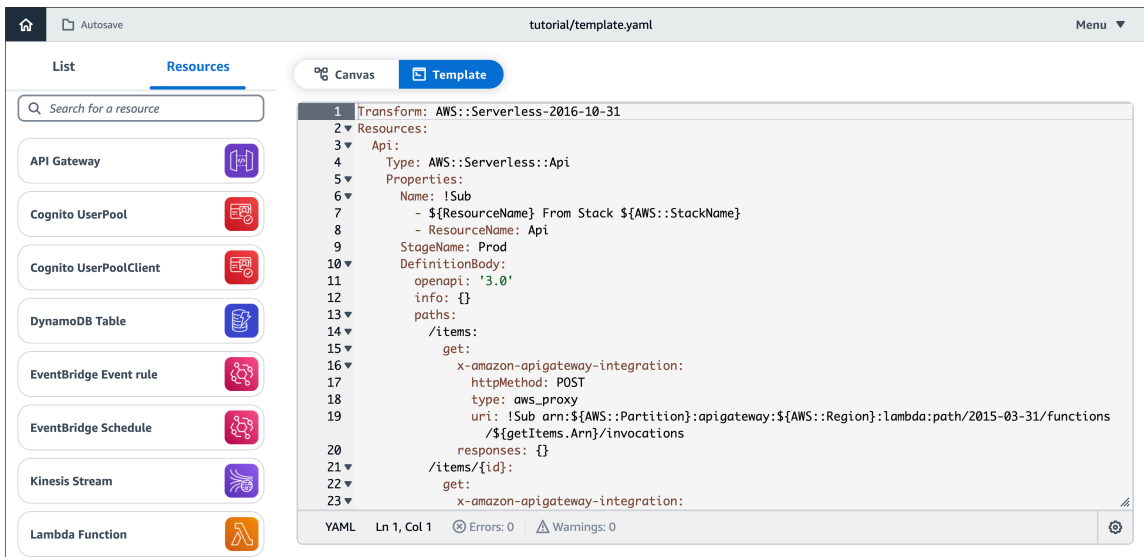 Autosave
tutorial/template.yaml
Menu ▼
List
Resources
Search for a resource
API Gateway
Cognito UserPool
Cognito UserPoolClient
DynamoDB Table
EventBridge Event rule
EventBridge Schedule
Kinesis Stream
Lambda Function
Canvas
Template
1 Transform: AWS::Serverless-2016-10-31
2 Resources:
3   Api:
4     Type: AWS::Serverless::Api
5     Properties:
6       Name: !Sub
7         - ${ResourceName} From Stack ${AWS::StackName}
8         - ResourceName: Api
9       StageName: Prod
10       DefinitionBody:
11         openapi: '3.0'
12         info: {}
13         paths:
14           /items:
15             get:
16               x-amazon-apigateway-integration:
17                 httpMethod: POST
18                 type: aws_proxy
19                 uri: !Sub arn:${AWS::Partition}:apigateway:${AWS::Region}:lambda:path/2015-03-31/functions
/${getItems.Arn}/invocations
20               responses: {}
21           /items/{id}:
22             get:
23               x-amazon-apigateway-integration:
YAML Ln 1, Col 1 Errors: 0 Warnings: 0